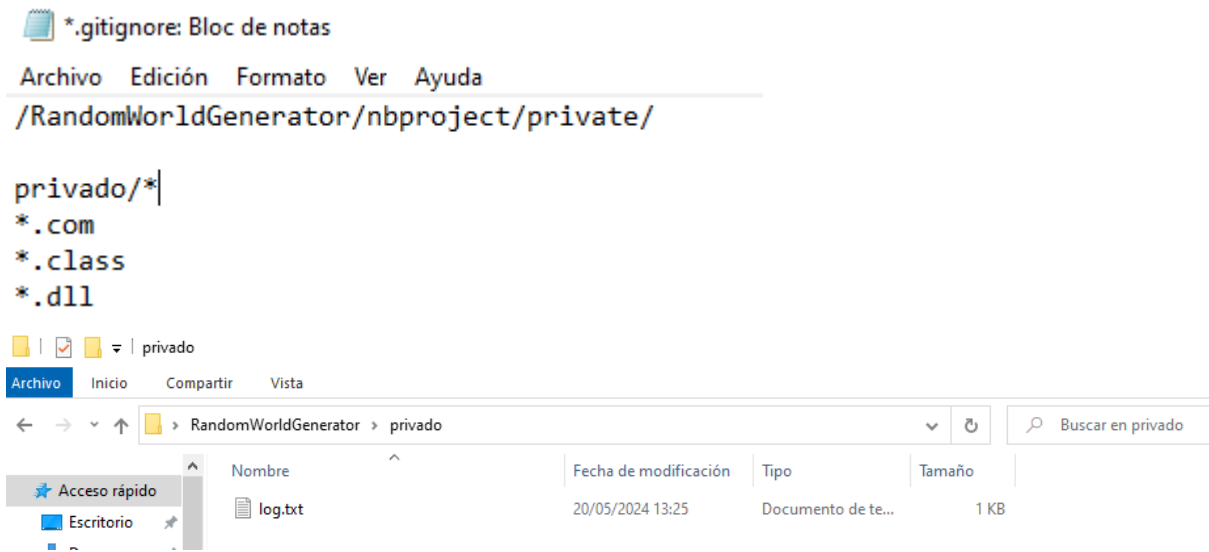 *.gitignore: Bloc de notas
Archivo Edición Formato Ver Ayuda
/RandomWorldGenerator/nbproject/private/
privado/*
*.com
*.class
*.dll
privado
Archivo Inicio Compartir Vista
RandomWorldGenerator > privado Buscar en privado
Nombre Fecha de modificación Tipo Tamaño
Acceso rápido
log.txt 20/05/2024 13:25 Documento de te... 1 KB
Escritorio